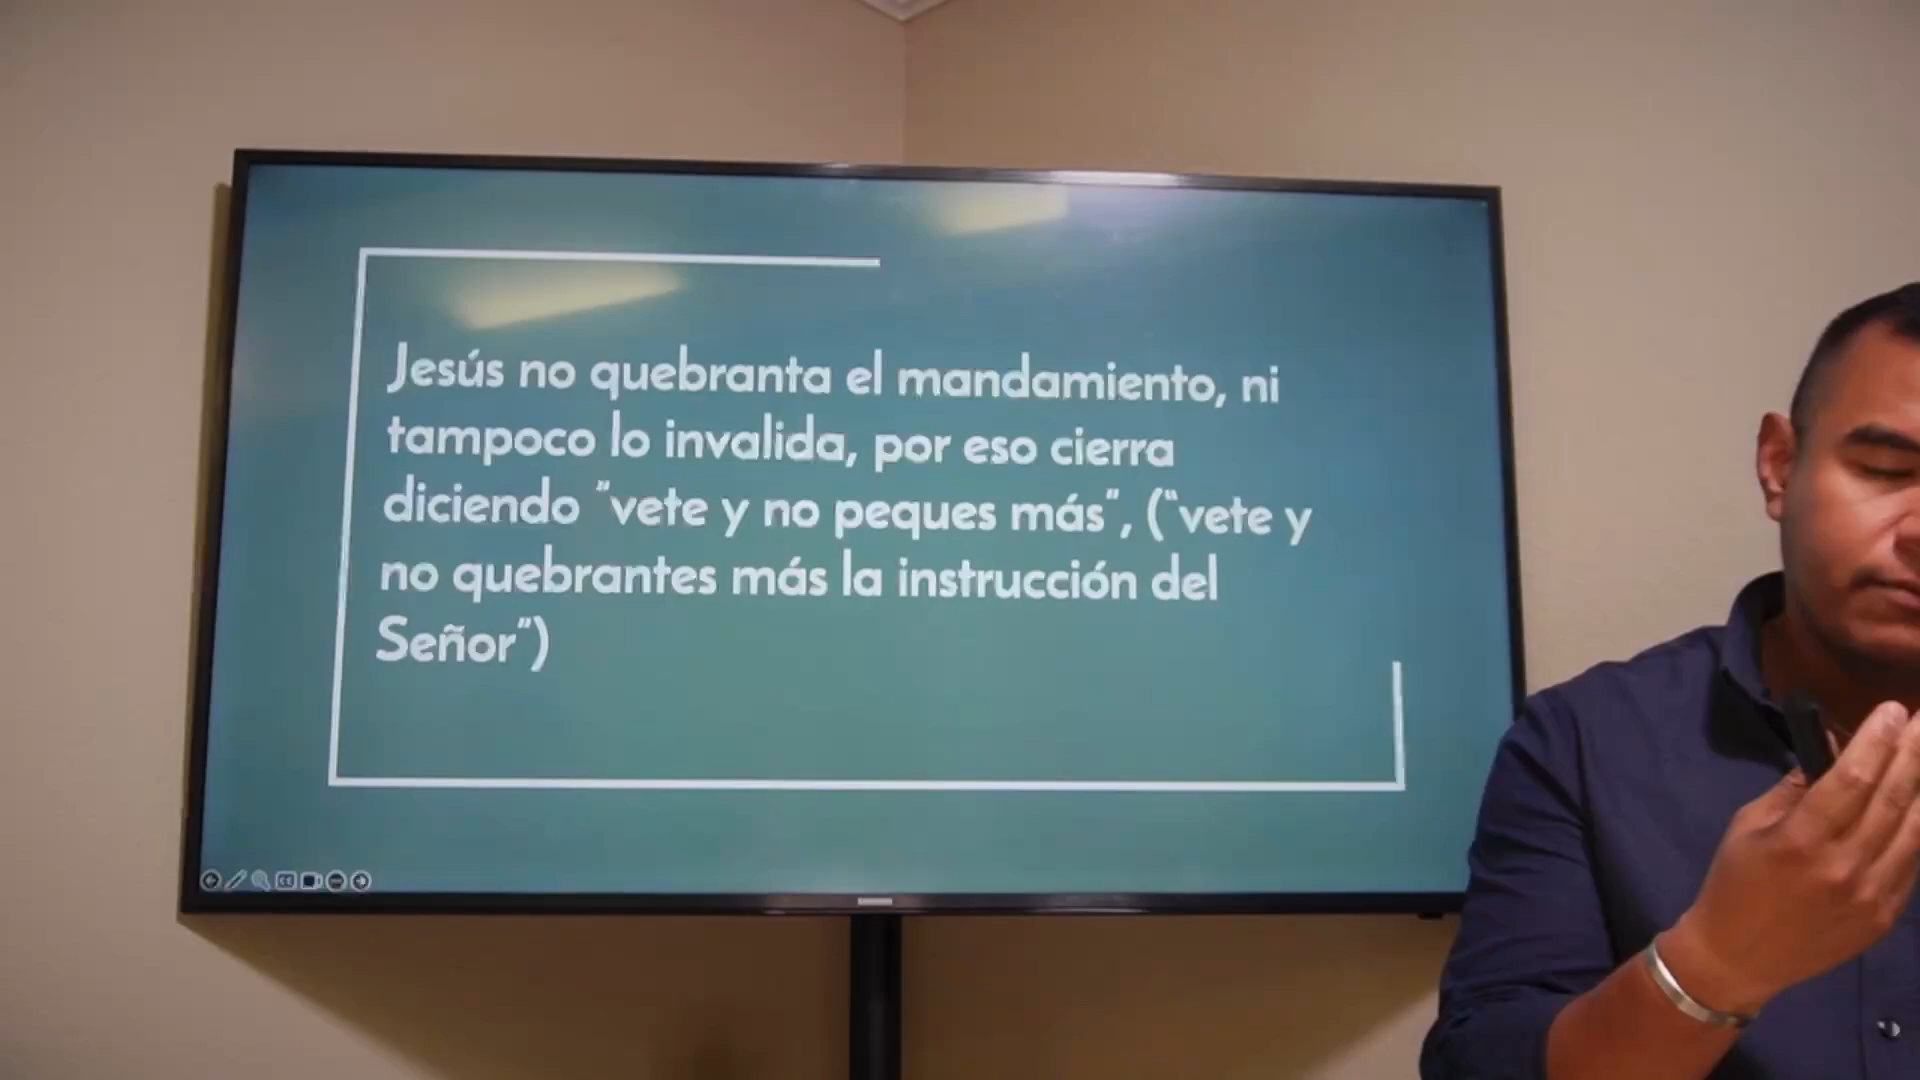 Jesús no quebranta el mandamiento, ni
tampoco lo invalida, por eso cierra
diciendo "vete y no peques más", ("vete y
no quebrantes más la instrucción del
Señor")